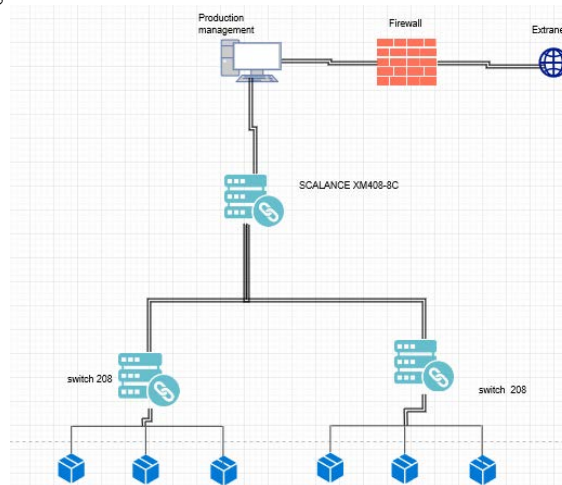 Production
management
Firewall
Extrane
SCALANCE XM408-8C
switch 208
switch 208